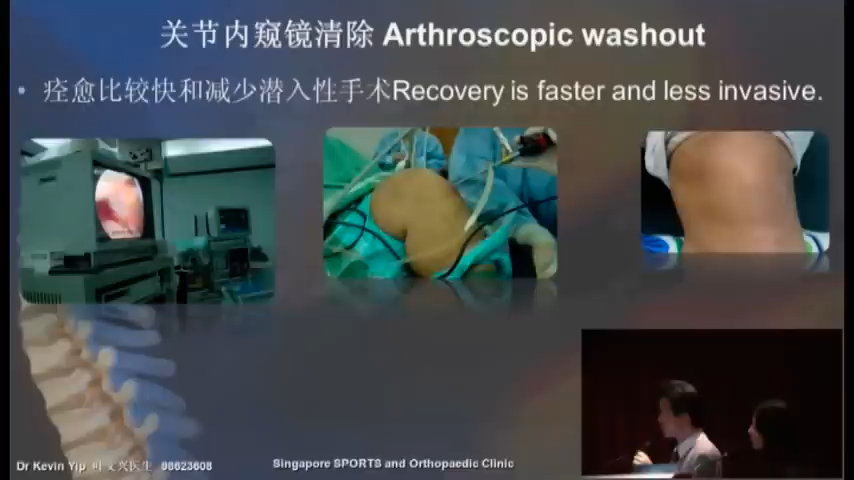 关节内窥镜清除 Arthroscopic washout
• 痊愈比较快和减少潜入性手术Recovery is faster and less invasive.
Dr Kevin Yip 叶文兴医生
Singapore SPORTS and Orthopaedic Clinic